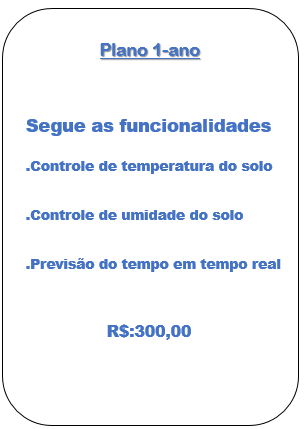 Plano 1-ano
Segue as funcionalidades
.Controle de temperatura do solo
.Controle de umidade do solo
.Previsão do tempo em tempo real
R$:300,00